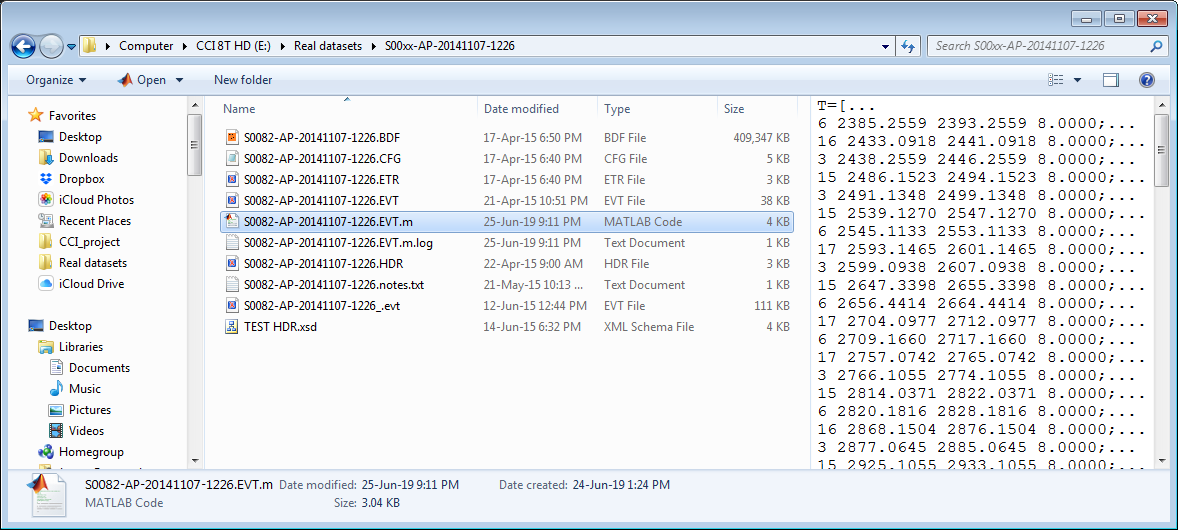 Computer CCI 8T HD (E:) Real datasets S00xx-AP-20141107-1226 Search S00xx-AP-20141107-1226
Organize Open New folder
Favorites
Desktop
Downloads
Dropbox
iCloud Photos
Recent Places
CCI_project
Real datasets
iCloud Drive
Desktop
Libraries
Documents
Music
Pictures
Videos
Homegroup
Name Date modified Type Size
S0082-AP-20141107-1226.BDF 17-Apr-15 6:50 PM BDF File 409,347 KB
S0082-AP-20141107-1226.CFG 17-Apr-15 6:40 PM CFG File 5 KB
S0082-AP-20141107-1226.ETR 17-Apr-15 6:40 PM ETR File 3 KB
S0082-AP-20141107-1226.EVT 21-Apr-15 10:51 PM EVT File 38 KB
S0082-AP-20141107-1226.EVT.m 25-Jun-19 9:11 PM MATLAB Code 4 KB
S0082-AP-20141107-1226.EVT.m.log 25-Jun-19 9:11 PM Text Document 1 KB
S0082-AP-20141107-1226.HDR 22-Apr-15 9:00 AM HDR File 3 KB
S0082-AP-20141107-1226.notes.txt 21-May-15 10:13 ... Text Document 1 KB
S0082-AP-20141107-1226_.evt 12-Jun-15 12:44 PM EVT File 111 KB
TEST HDR.xsd 14-Jun-15 6:32 PM XML Schema File 4 KB
T=[...
6 2385.2559 2393.2559 8.0000;...
16 2433.0918 2441.0918 8.0000;...
3 2438.2559 2446.2559 8.0000;...
15 2486.1523 2494.1523 8.0000;...
3 2491.1348 2499.1348 8.0000;...
15 2539.1270 2547.1270 8.0000;...
6 2545.1133 2553.1133 8.0000;...
17 2593.1465 2601.1465 8.0000;...
3 2599.0938 2607.0938 8.0000;...
15 2647.3398 2655.3398 8.0000;...
6 2656.4414 2664.4414 8.0000;...
17 2704.0977 2712.0977 8.0000;...
6 2709.1660 2717.1660 8.0000;...
17 2757.0742 2765.0742 8.0000;...
3 2766.1055 2774.1055 8.0000;...
15 2814.0371 2822.0371 8.0000;...
6 2820.1816 2828.1816 8.0000;...
16 2868.1504 2876.1504 8.0000;...
3 2877.0645 2885.0645 8.0000;...
15 2925.1055 2933.1055 8.0000;...
S0082-AP-20141107-1226.EVT.m Date modified: 25-Jun-19 9:11 PM Date created: 24-Jun-19 1:24 PM
MATLAB Code Size: 3.04 KB